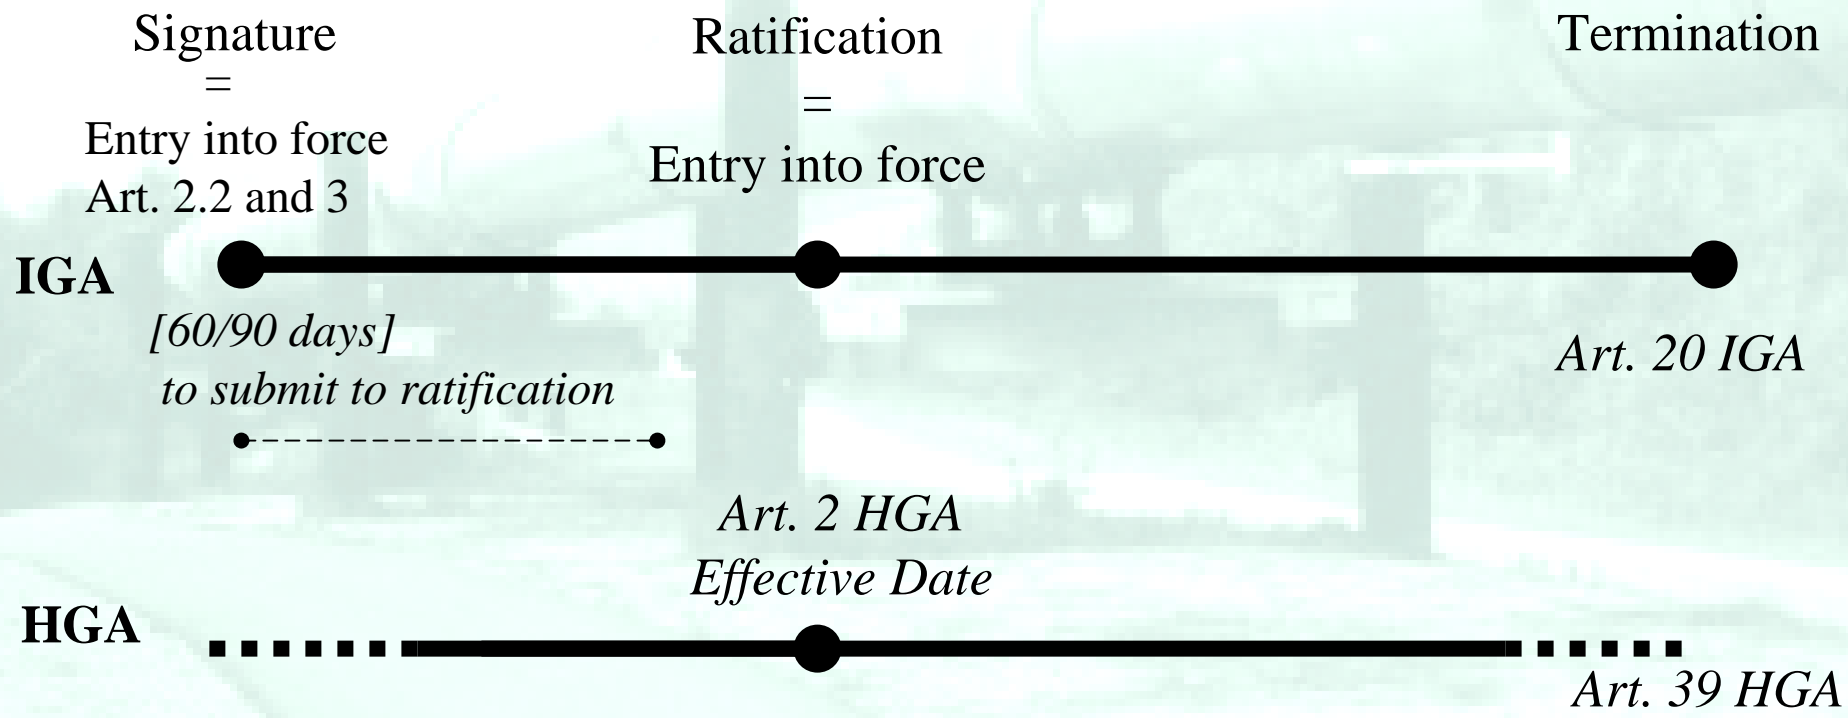 Signature
=
Entry into force
Art. 2.2 and 3
Ratification
=
Entry into force
Termination
IGA
[60/90 days]
to submit to ratification
Art. 20 IGA
Art. 2 HGA
Effective Date
HGA
Art. 39 HGA